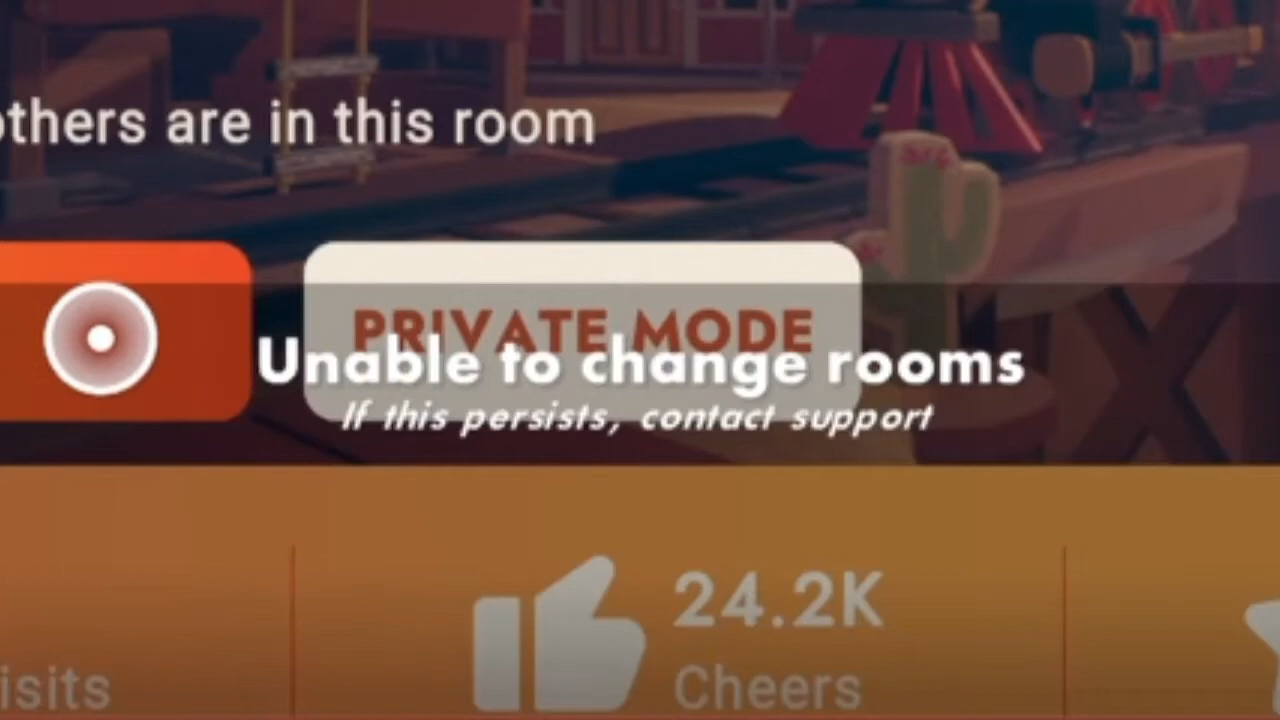 others are in this room
PRIVATE MODE
Unable to change rooms
If this persists, contact support
24.2K
isits
Cheers